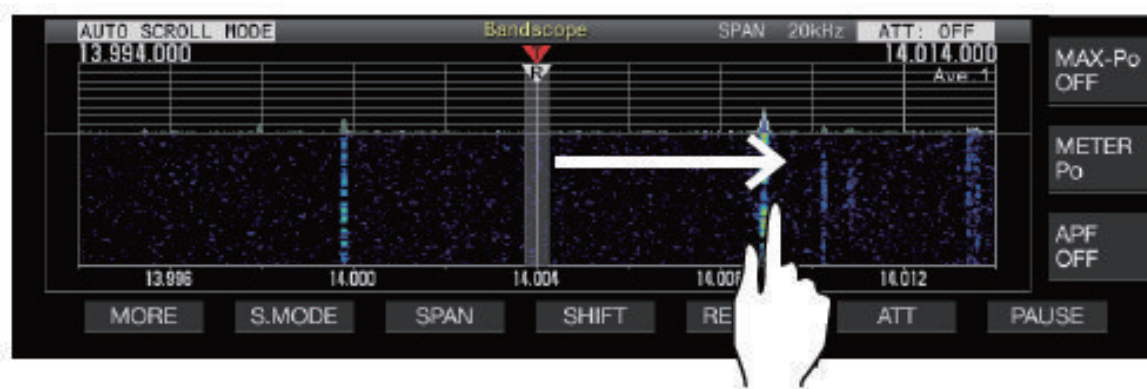 AUTO SCROLL MODE Bandscope SPAN 20kHz ATT: OFF
13.994.000 T 14.014.000
R Ave.1
MAX-Po
OFF
METER
Po
APF
OFF
13.996 14.000 14.004 14.012
MORE S.MODE SPAN SHIFT ATT PAUSE